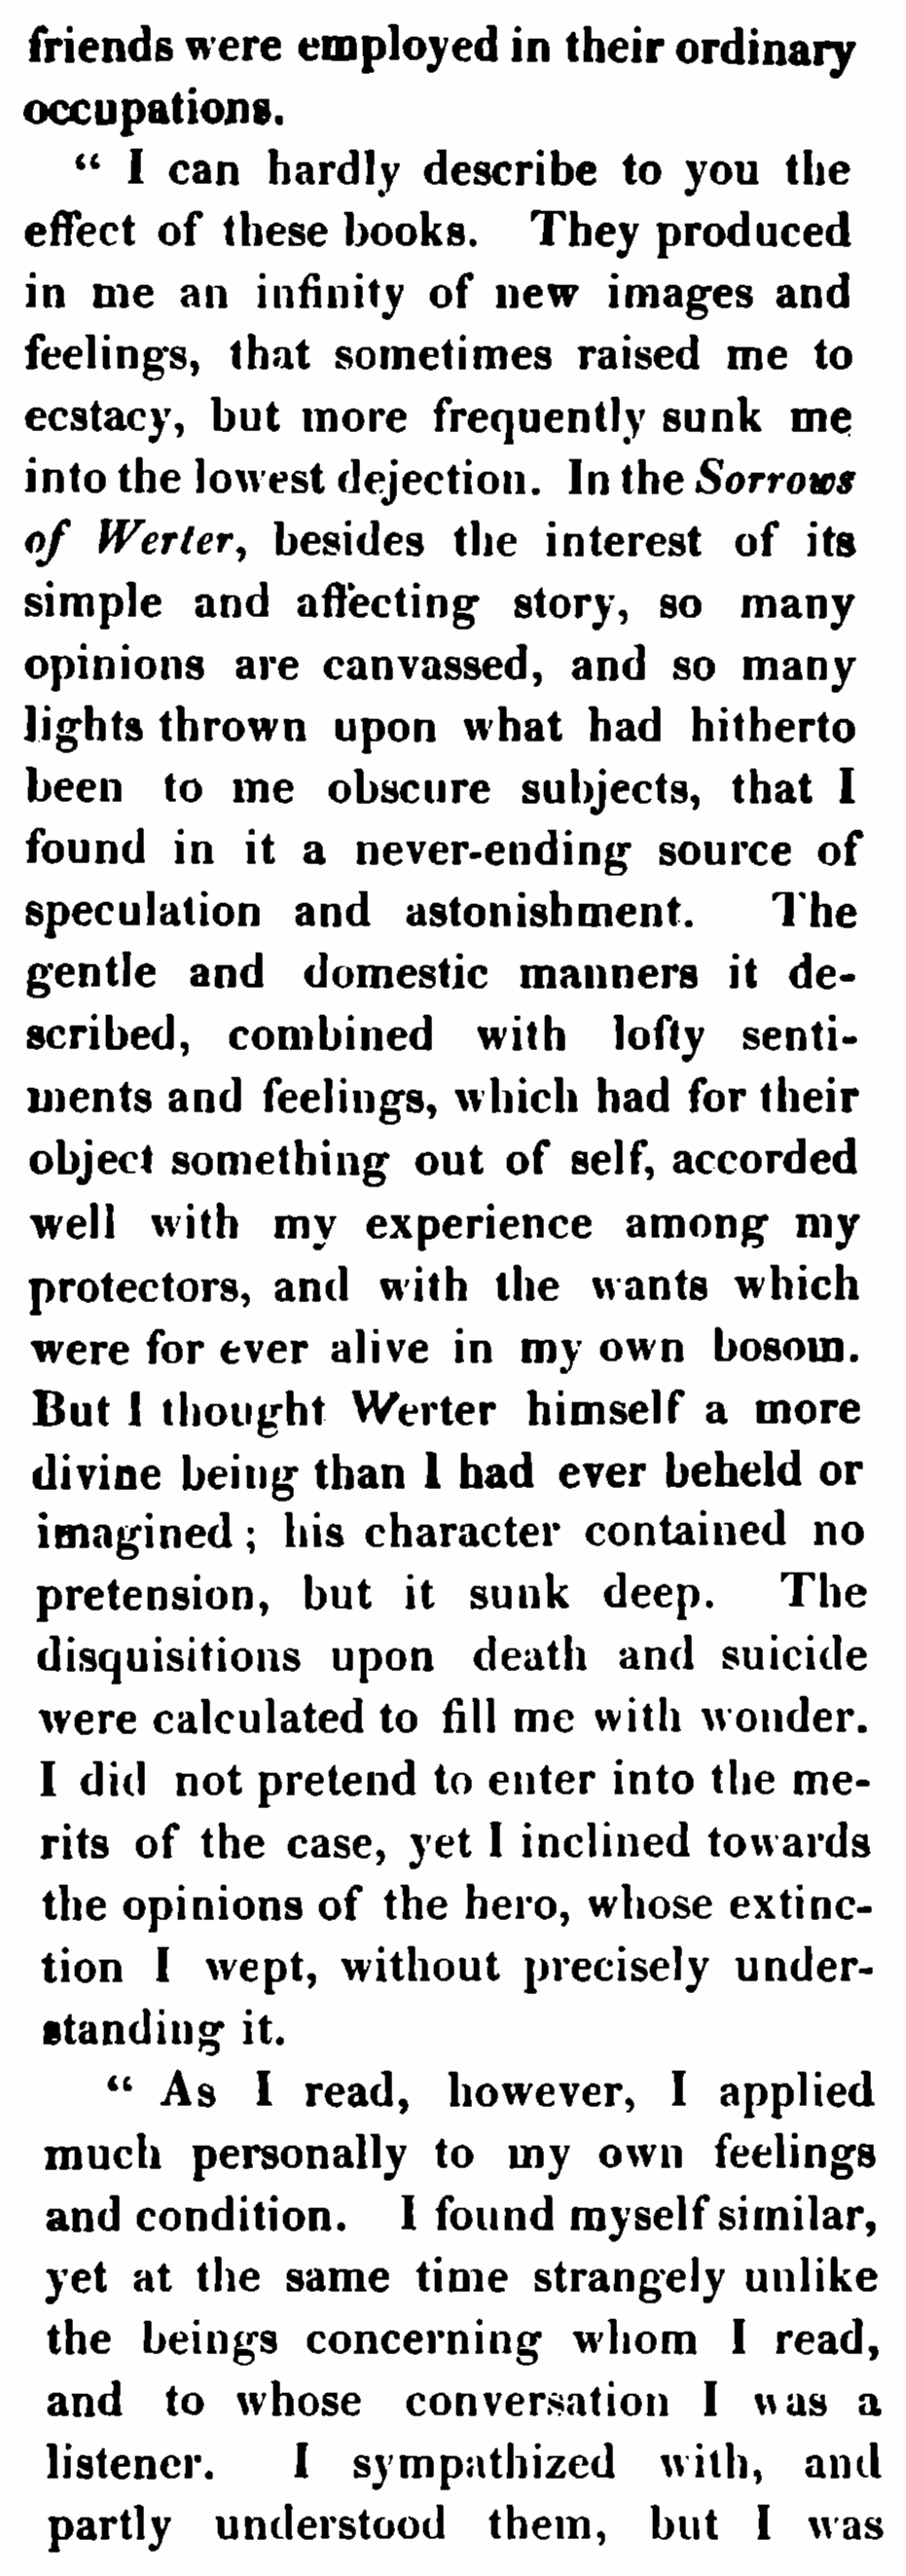 friends were employed in their ordinary
occupations.
“ I can hardly describe to you the
effect of these books. They produced
in me an infinity of new images and
feelings, that sometimes raised me to
ecstacy, but more frequently sunk me
into the lowest dejection. In the Sorrows
of Werter, besides the interest of its
simple and affecting story, so many
opinions are canvassed, and so many
lights thrown upon what had hitherto
been to me obscure subjects, that I
found in it a never-ending source of
speculation and astonishment. The
gentle and domestic manners it de-
scribed, combined with lofty senti-
ments and feelings, which had for their
object something out of self, accorded
well with my experience among my
protectors, and with the wants which
were for ever alive in my own bosom.
But I thought Werter himself a more
divine being than I had ever beheld or
imagined ; his character contained no
pretension, but it sunk deep. The
disquisitions upon death and suicide
were calculated to fill me with wonder.
I did not pretend to enter into the me-
rits of the case, yet I inclined towards
the opinions of the hero, whose extinc-
tion I wept, without precisely under-
standing it.
“ As I read, however, I applied
much personally to my own feelings
and condition. I found myself similar,
yet at the same time strangely unlike
the beings concerning whom I read,
and to whose conversation I was a
listener. I sympathized with, and
partly understood them, but I was